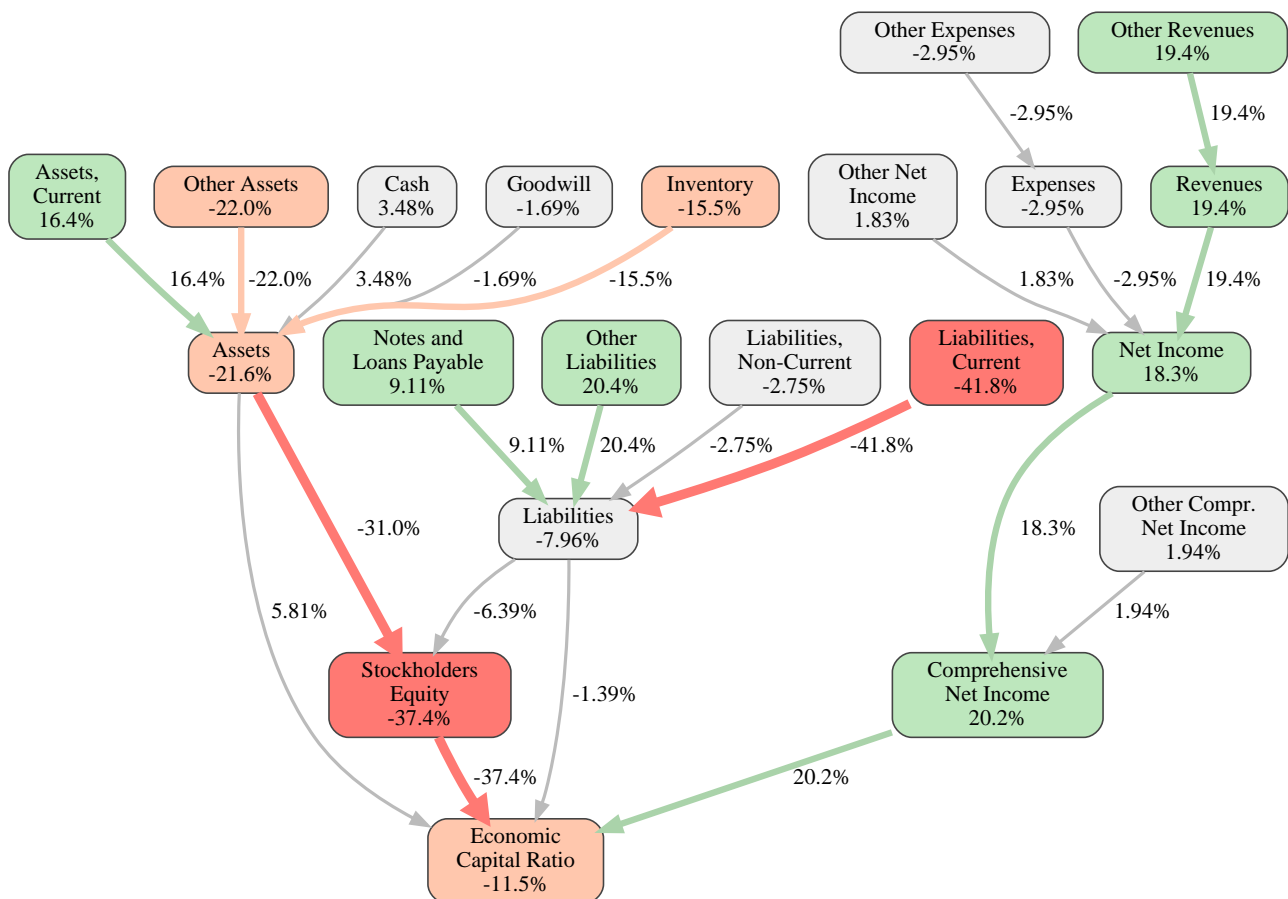 Other Expenses
-2.95%
Other Revenues
19.4%
-2.95%
19.4%
Assets,
Current
16.4%
Other Assets
-22.0%
Cash
3.48%
Goodwill
-1.69%
Inventory
-15.5%
Other Net
Income
1.83%
Expenses
-2.95%
Revenues
19.4%
16.4%
-22.0%
3.48%
-1.69%
-15.5%
1.83%
-2.95%
19.4%
Assets
-21.6%
Notes and
Loans Payable
9.11%
Other
Liabilities
20.4%
Liabilities,
Non-Current
-2.75%
Liabilities,
Current
-41.8%
Net Income
18.3%
9.11%
20.4%
-2.75%
-41.8%
-31.0%
Liabilities
-7.96%
18.3%
Other Compr.
Net Income
1.94%
5.81%
-6.39%
-1.39%
1.94%
Stockholders
Equity
-37.4%
Comprehensive
Net Income
20.2%
-37.4%
20.2%
Economic
Capital Ratio
-11.5%